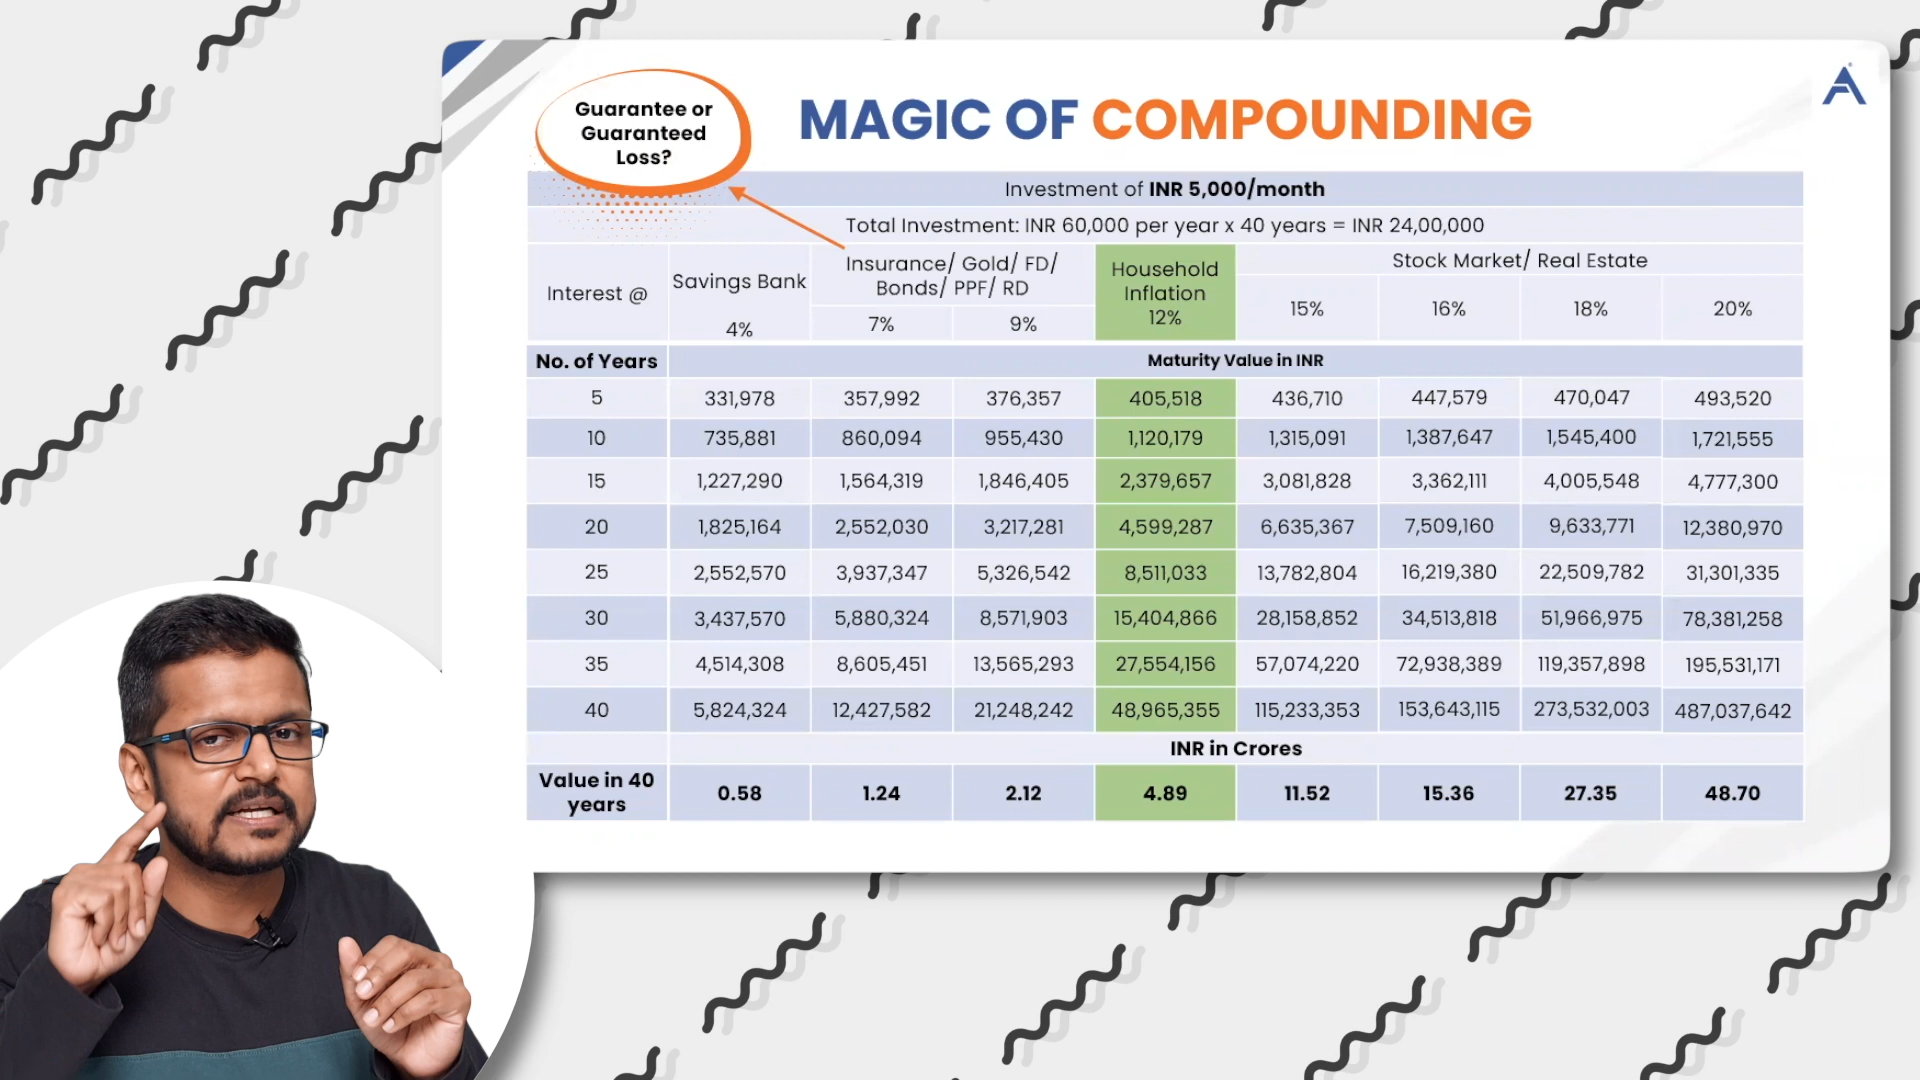 Guarantee or
Guaranteed
Loss?
MAGIC OF COMPOUNDING
Investment of INR 5,000/month
Total Investment: INR 60,000 per year x 40 years = INR 24,00,000
Interest @
Savings Bank
4%
Insurance/ Gold/ FD/
Bonds/ PPF/ RD
7% 9%
Household
Inflation
12%
Stock Market/ Real Estate
15% 16% 18% 20%
No. of Years Maturity Value in INR
5 331,978 357,992 376,357 405,518 436,710 447,579 470,047 493,520
10 735,881 860,094 955,430 1,120,179 1,315,091 1,387,647 1,545,400 1,721,555
15 1,227,290 1,564,319 1,846,405 2,379,657 3,081,828 3,362,111 4,005,548 4,777,300
20 1,825,164 2,552,030 3,217,281 4,599,287 6,635,367 7,509,160 9,633,771 12,380,970
25 2,552,570 3,937,347 5,326,542 8,511,033 13,782,804 16,219,380 22,509,782 31,301,335
30 3,437,570 5,880,324 8,571,903 15,404,866 28,158,852 34,513,818 51,966,975 78,381,258
35 4,514,308 8,605,451 13,565,293 27,554,156 57,074,220 72,938,389 119,357,898 195,531,171
40 5,824,324 12,427,582 21,248,242 48,965,355 115,233,353 153,643,115 273,532,003 487,037,642
INR in Crores
Value in 40
years
0.58 1.24 2.12 4.89 11.52 15.36 27.35 48.70